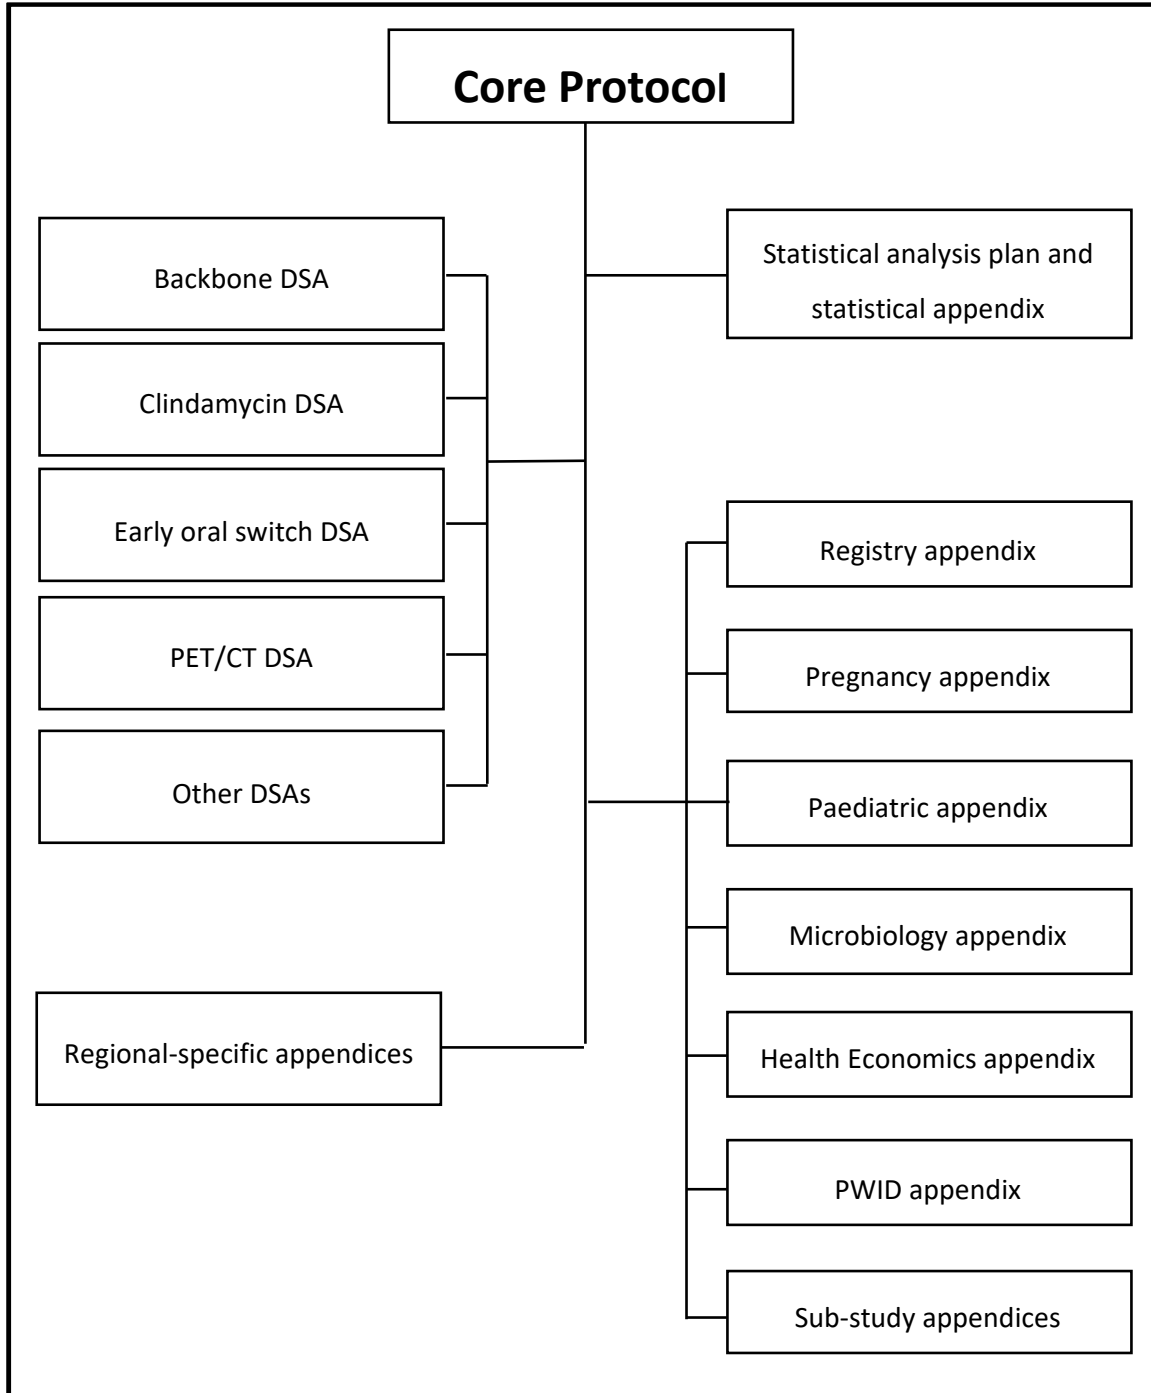 Core Protocol
Backbone DSA
Clindamycin DSA
Early oral switch DSA
PET/CT DSA
Other DSAs
Regional-specific appendices
Statistical analysis plan and
statistical appendix
Registry appendix
Pregnancy appendix
Paediatric appendix
Microbiology appendix
Health Economics appendix
PWID appendix
Sub-study appendices